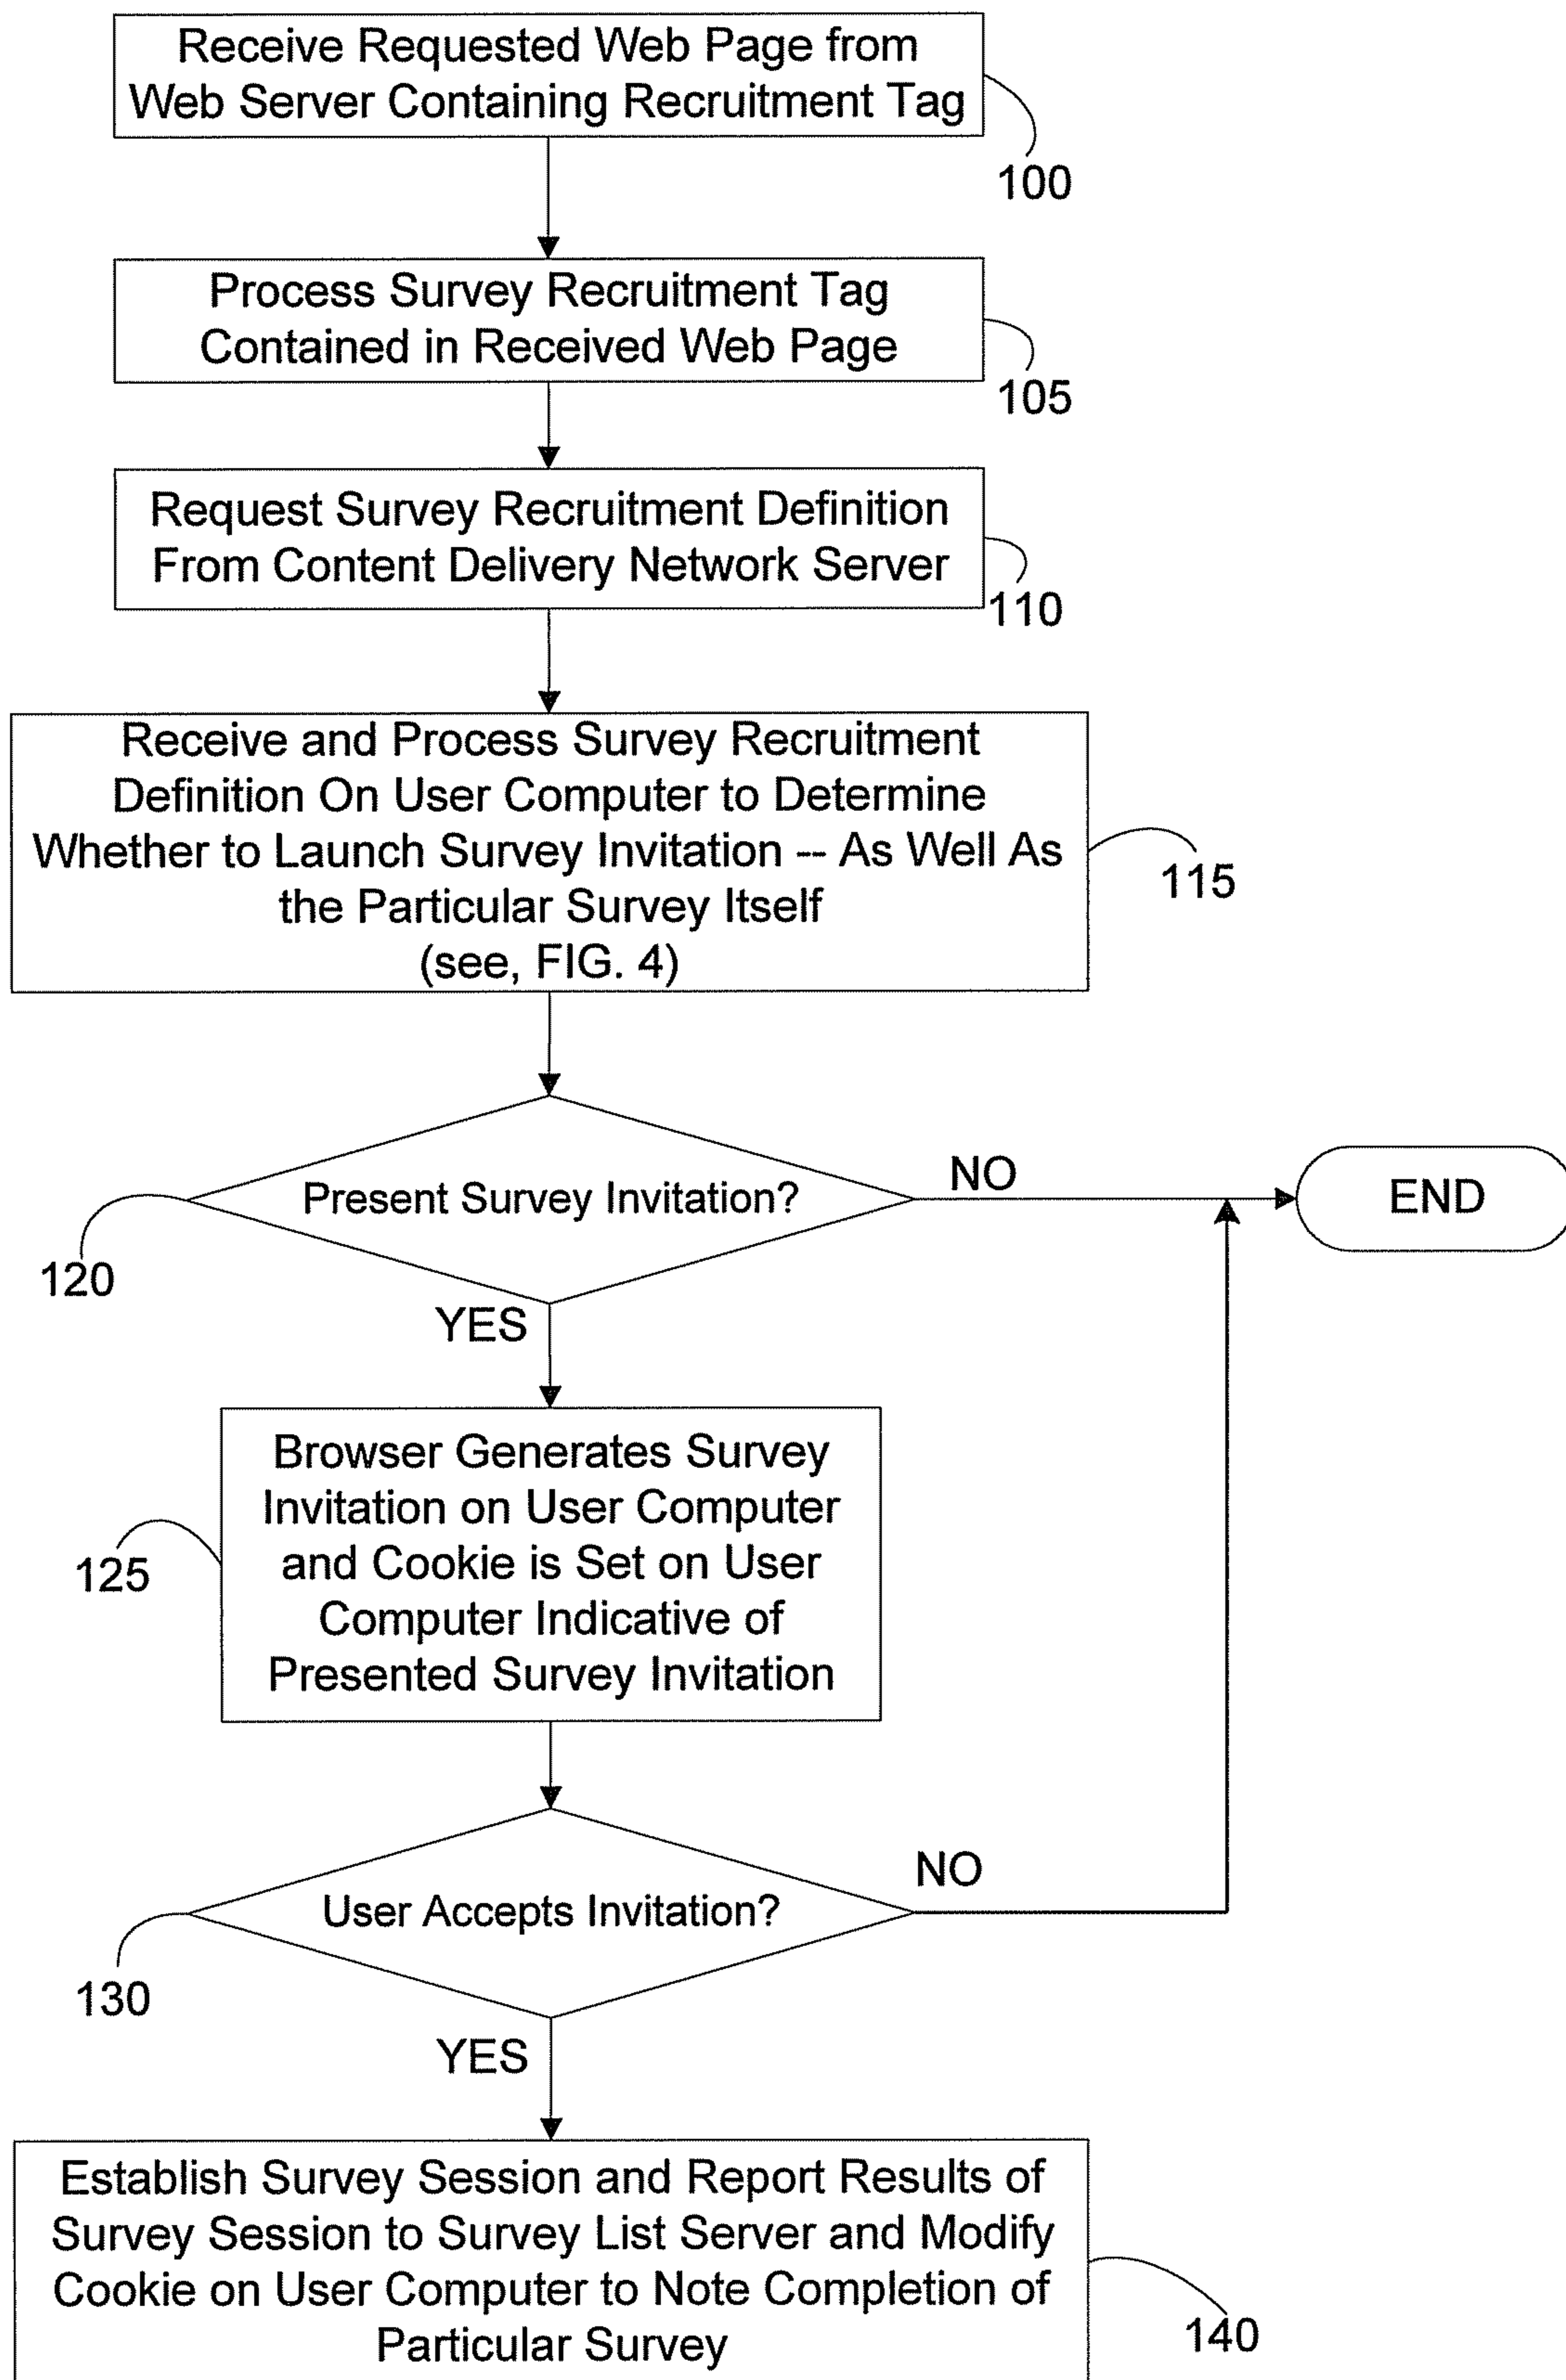 Receive Requested Web Page from
Web Server Containing Recruitment Tag
100
Process Survey Recruitment Tag
Contained in Received Web Page
105
Request Survey Recruitment Definition
From Content Delivery Network Server
110
Receive and Process Survey Recruitment
Definition On User Computer to Determine
Whether to Launch Survey Invitation -- As Well As
the Particular Survey Itself
(see, FIG. 4)
115
Present Survey Invitation?
NO
END
120
YES
Browser Generates Survey
Invitation on User Computer
and Cookie is Set on User
Computer Indicative of
Presented Survey Invitation
125
User Accepts Invitation?
NO
130
YES
Establish Survey Session and Report Results of
Survey Session to Survey List Server and Modify
Cookie on User Computer to Note Completion of
Particular Survey
140